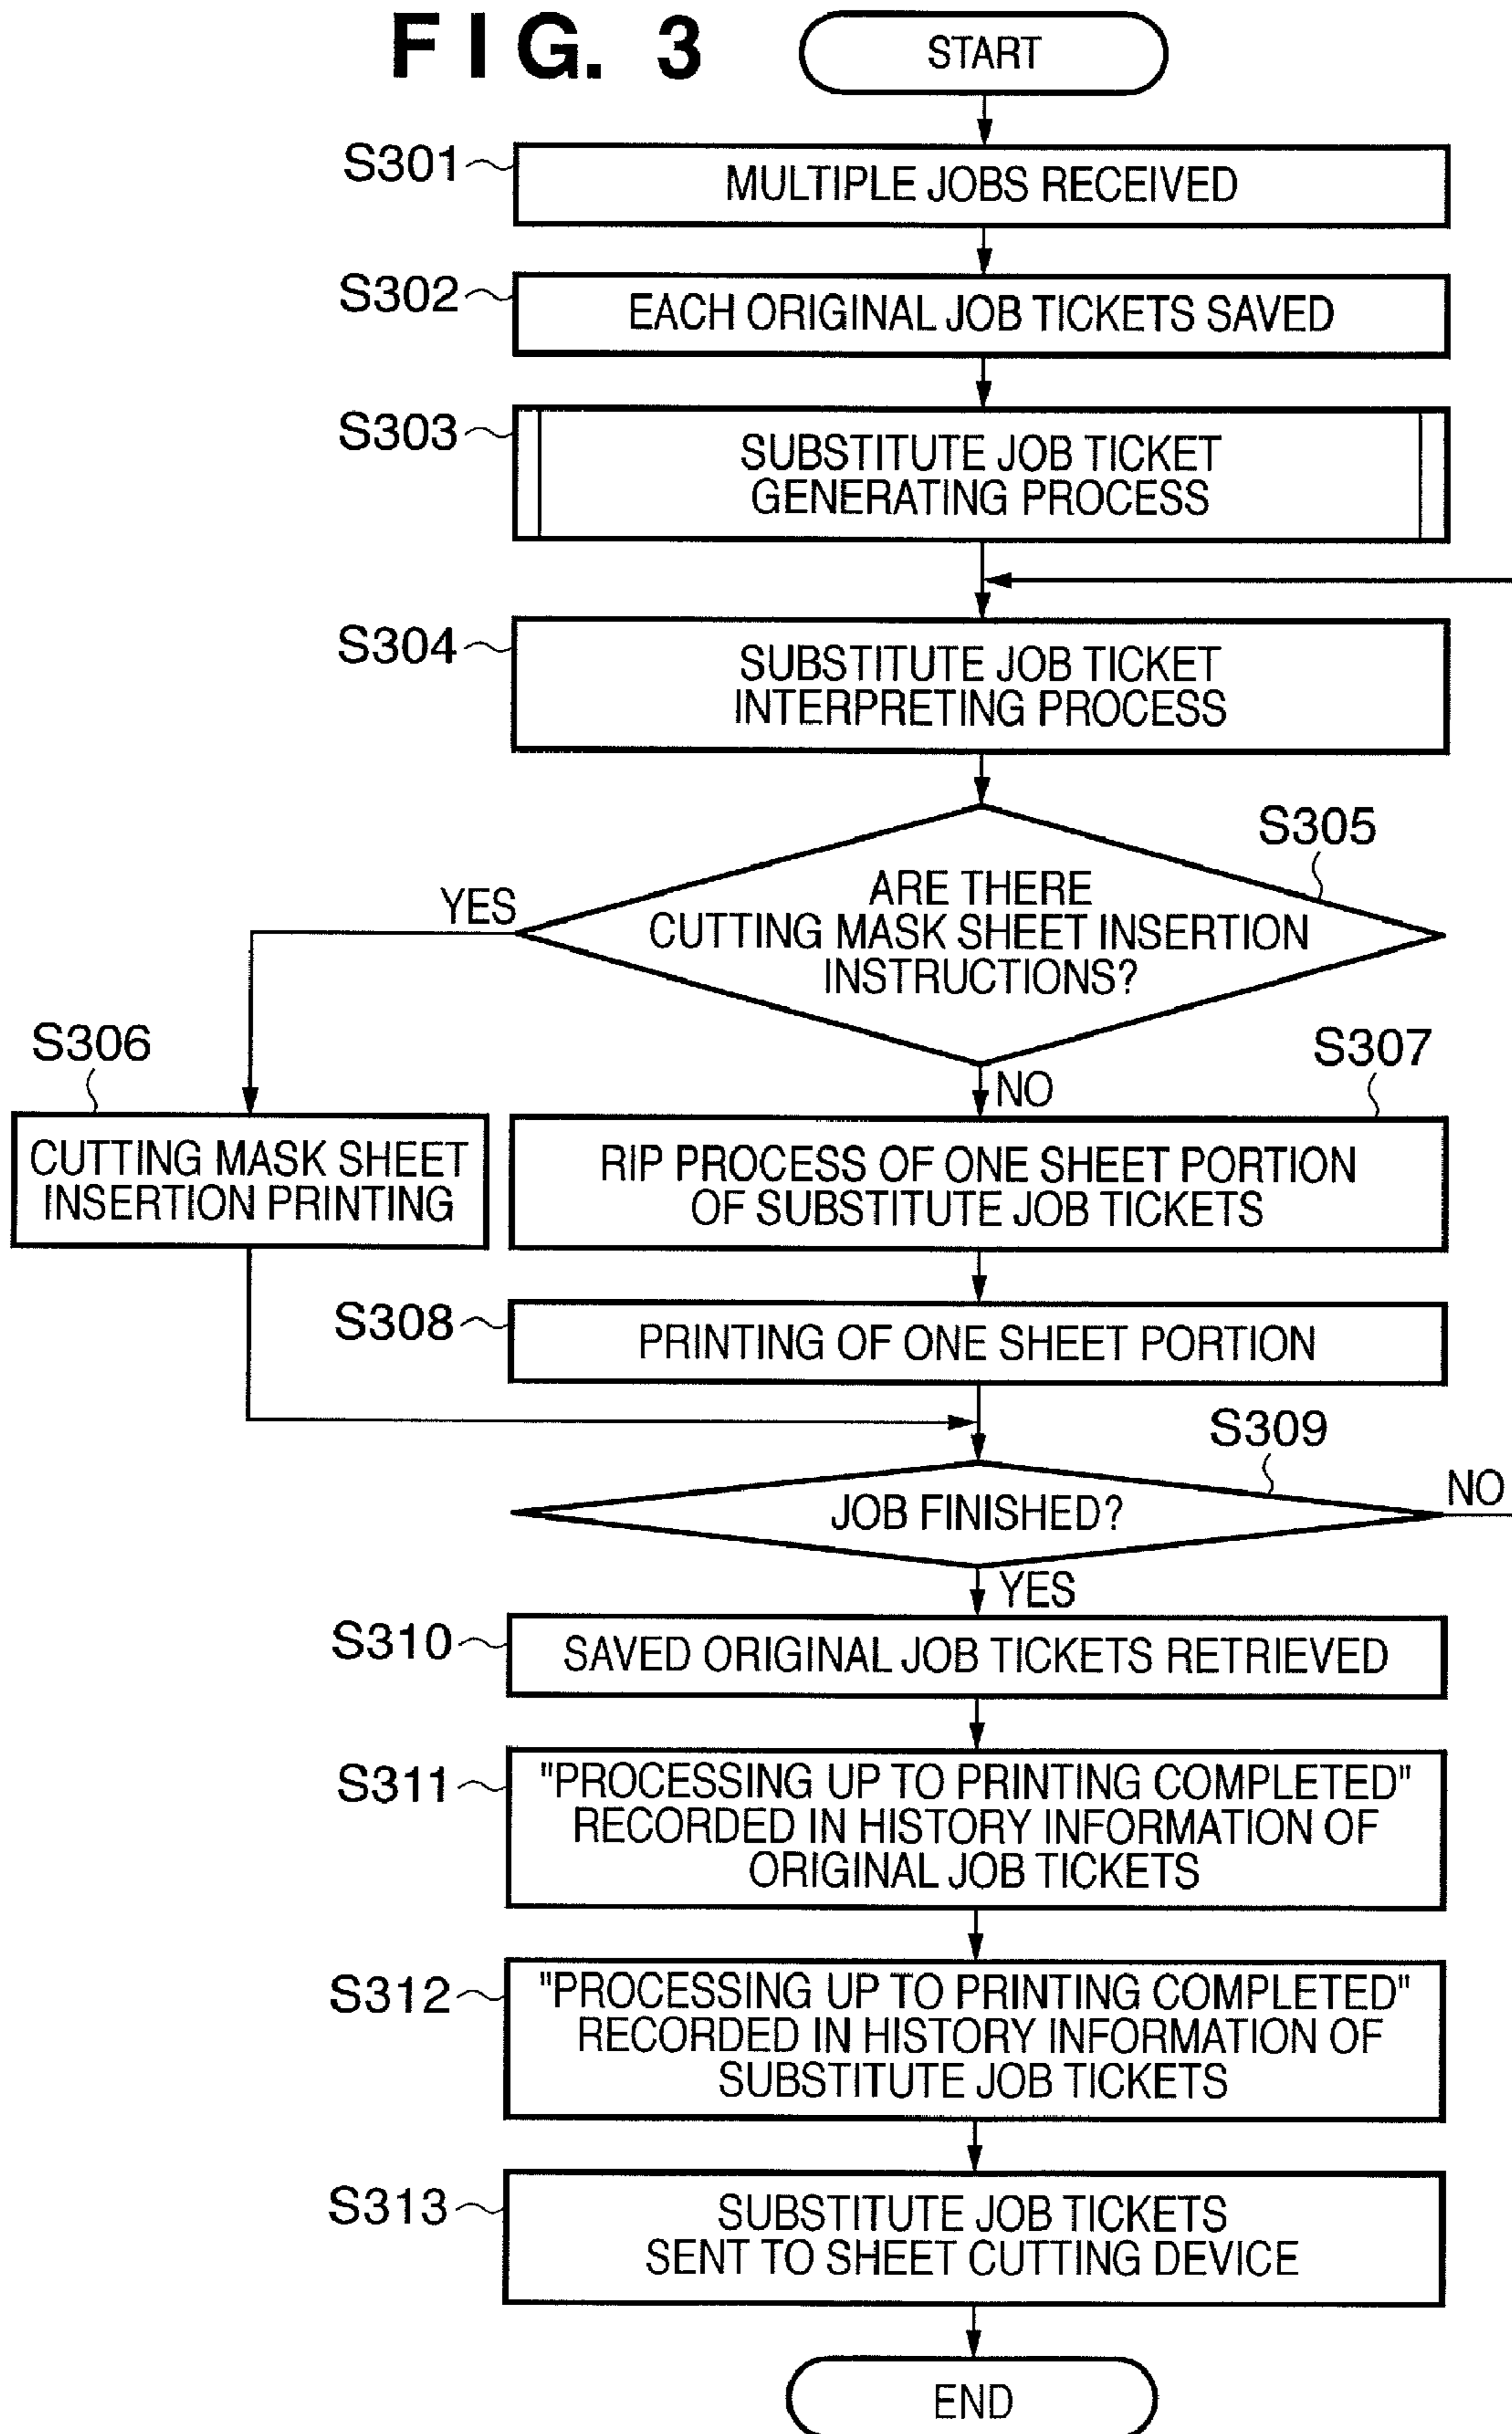 FIG. 3
START
S301
MULTIPLE JOBS RECEIVED
S302
EACH ORIGINAL JOB TICKETS SAVED
S303
SUBSTITUTE JOB TICKET
GENERATING PROCESS
S304
SUBSTITUTE JOB TICKET
INTERPRETING PROCESS
S305
ARE THERE
CUTTING MASK SHEET INSERTION
INSTRUCTIONS?
YES
NO
S306
CUTTING MASK SHEET
INSERTION PRINTING
S307
RIP PROCESS OF ONE SHEET PORTION
OF SUBSTITUTE JOB TICKETS
S308
PRINTING OF ONE SHEET PORTION
S309
JOB FINISHED?
NO
YES
S310
SAVED ORIGINAL JOB TICKETS RETRIEVED
S311
"PROCESSING UP TO PRINTING COMPLETED"
RECORDED IN HISTORY INFORMATION OF
ORIGINAL JOB TICKETS
S312
"PROCESSING UP TO PRINTING COMPLETED"
RECORDED IN HISTORY INFORMATION OF
SUBSTITUTE JOB TICKETS
S313
SUBSTITUTE JOB TICKETS
SENT TO SHEET CUTTING DEVICE
END